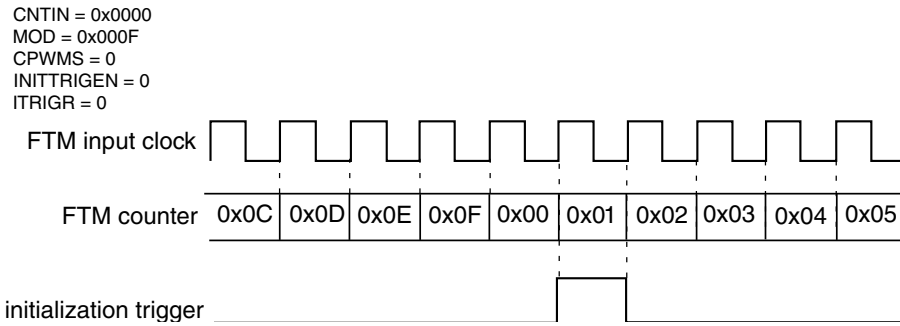 CNTIN = 0x0000
MOD = 0x000F
CPWMS = 0
INITTRIGEN = 0
ITRIGR = 0
FTM input clock
FTM counter 0x0C 0x0D 0x0E 0x0F 0x00 0x01 0x02 0x03 0x04 0x05
initialization trigger